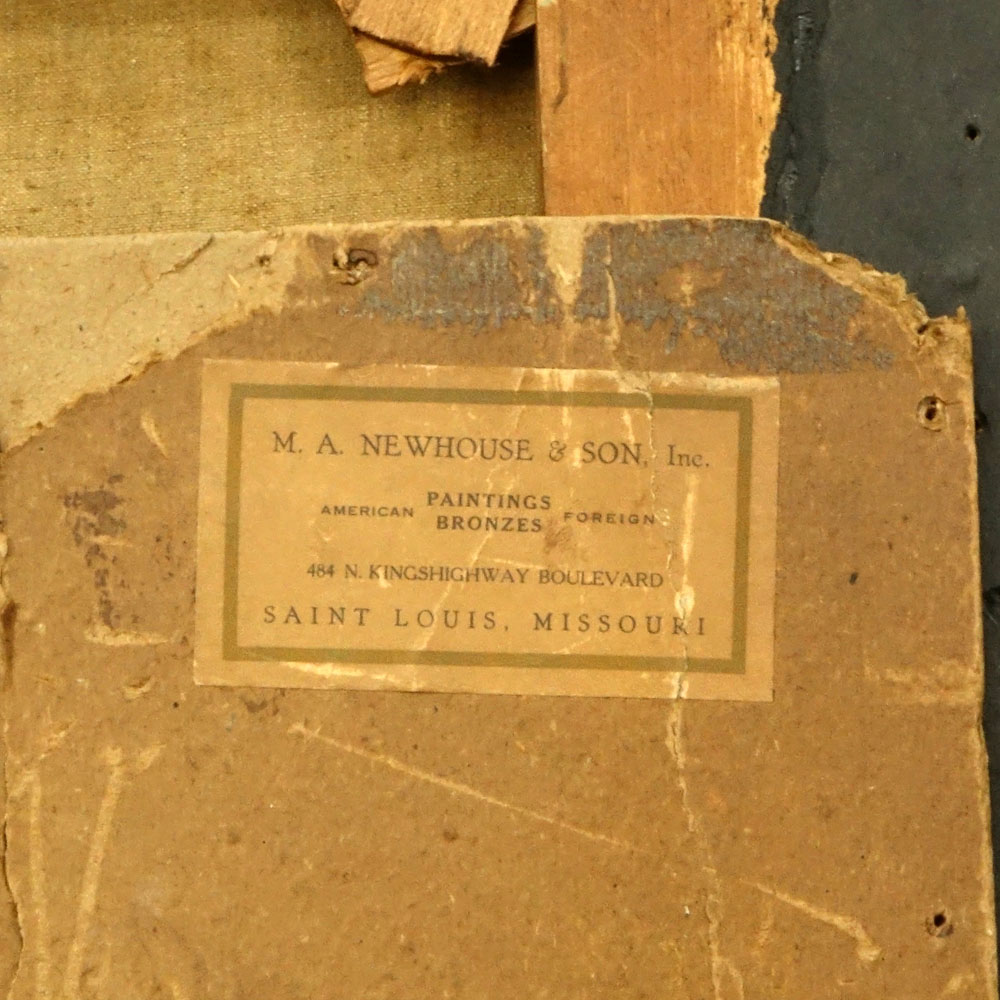 M. A. NEWHOUSE & SON, Inc.
AMERICAN PAINTINGS BRONZES FOREIGN
484 N. KINGSHIGHWAY BOULEVARD
SAINT LOUIS, MISSOURI